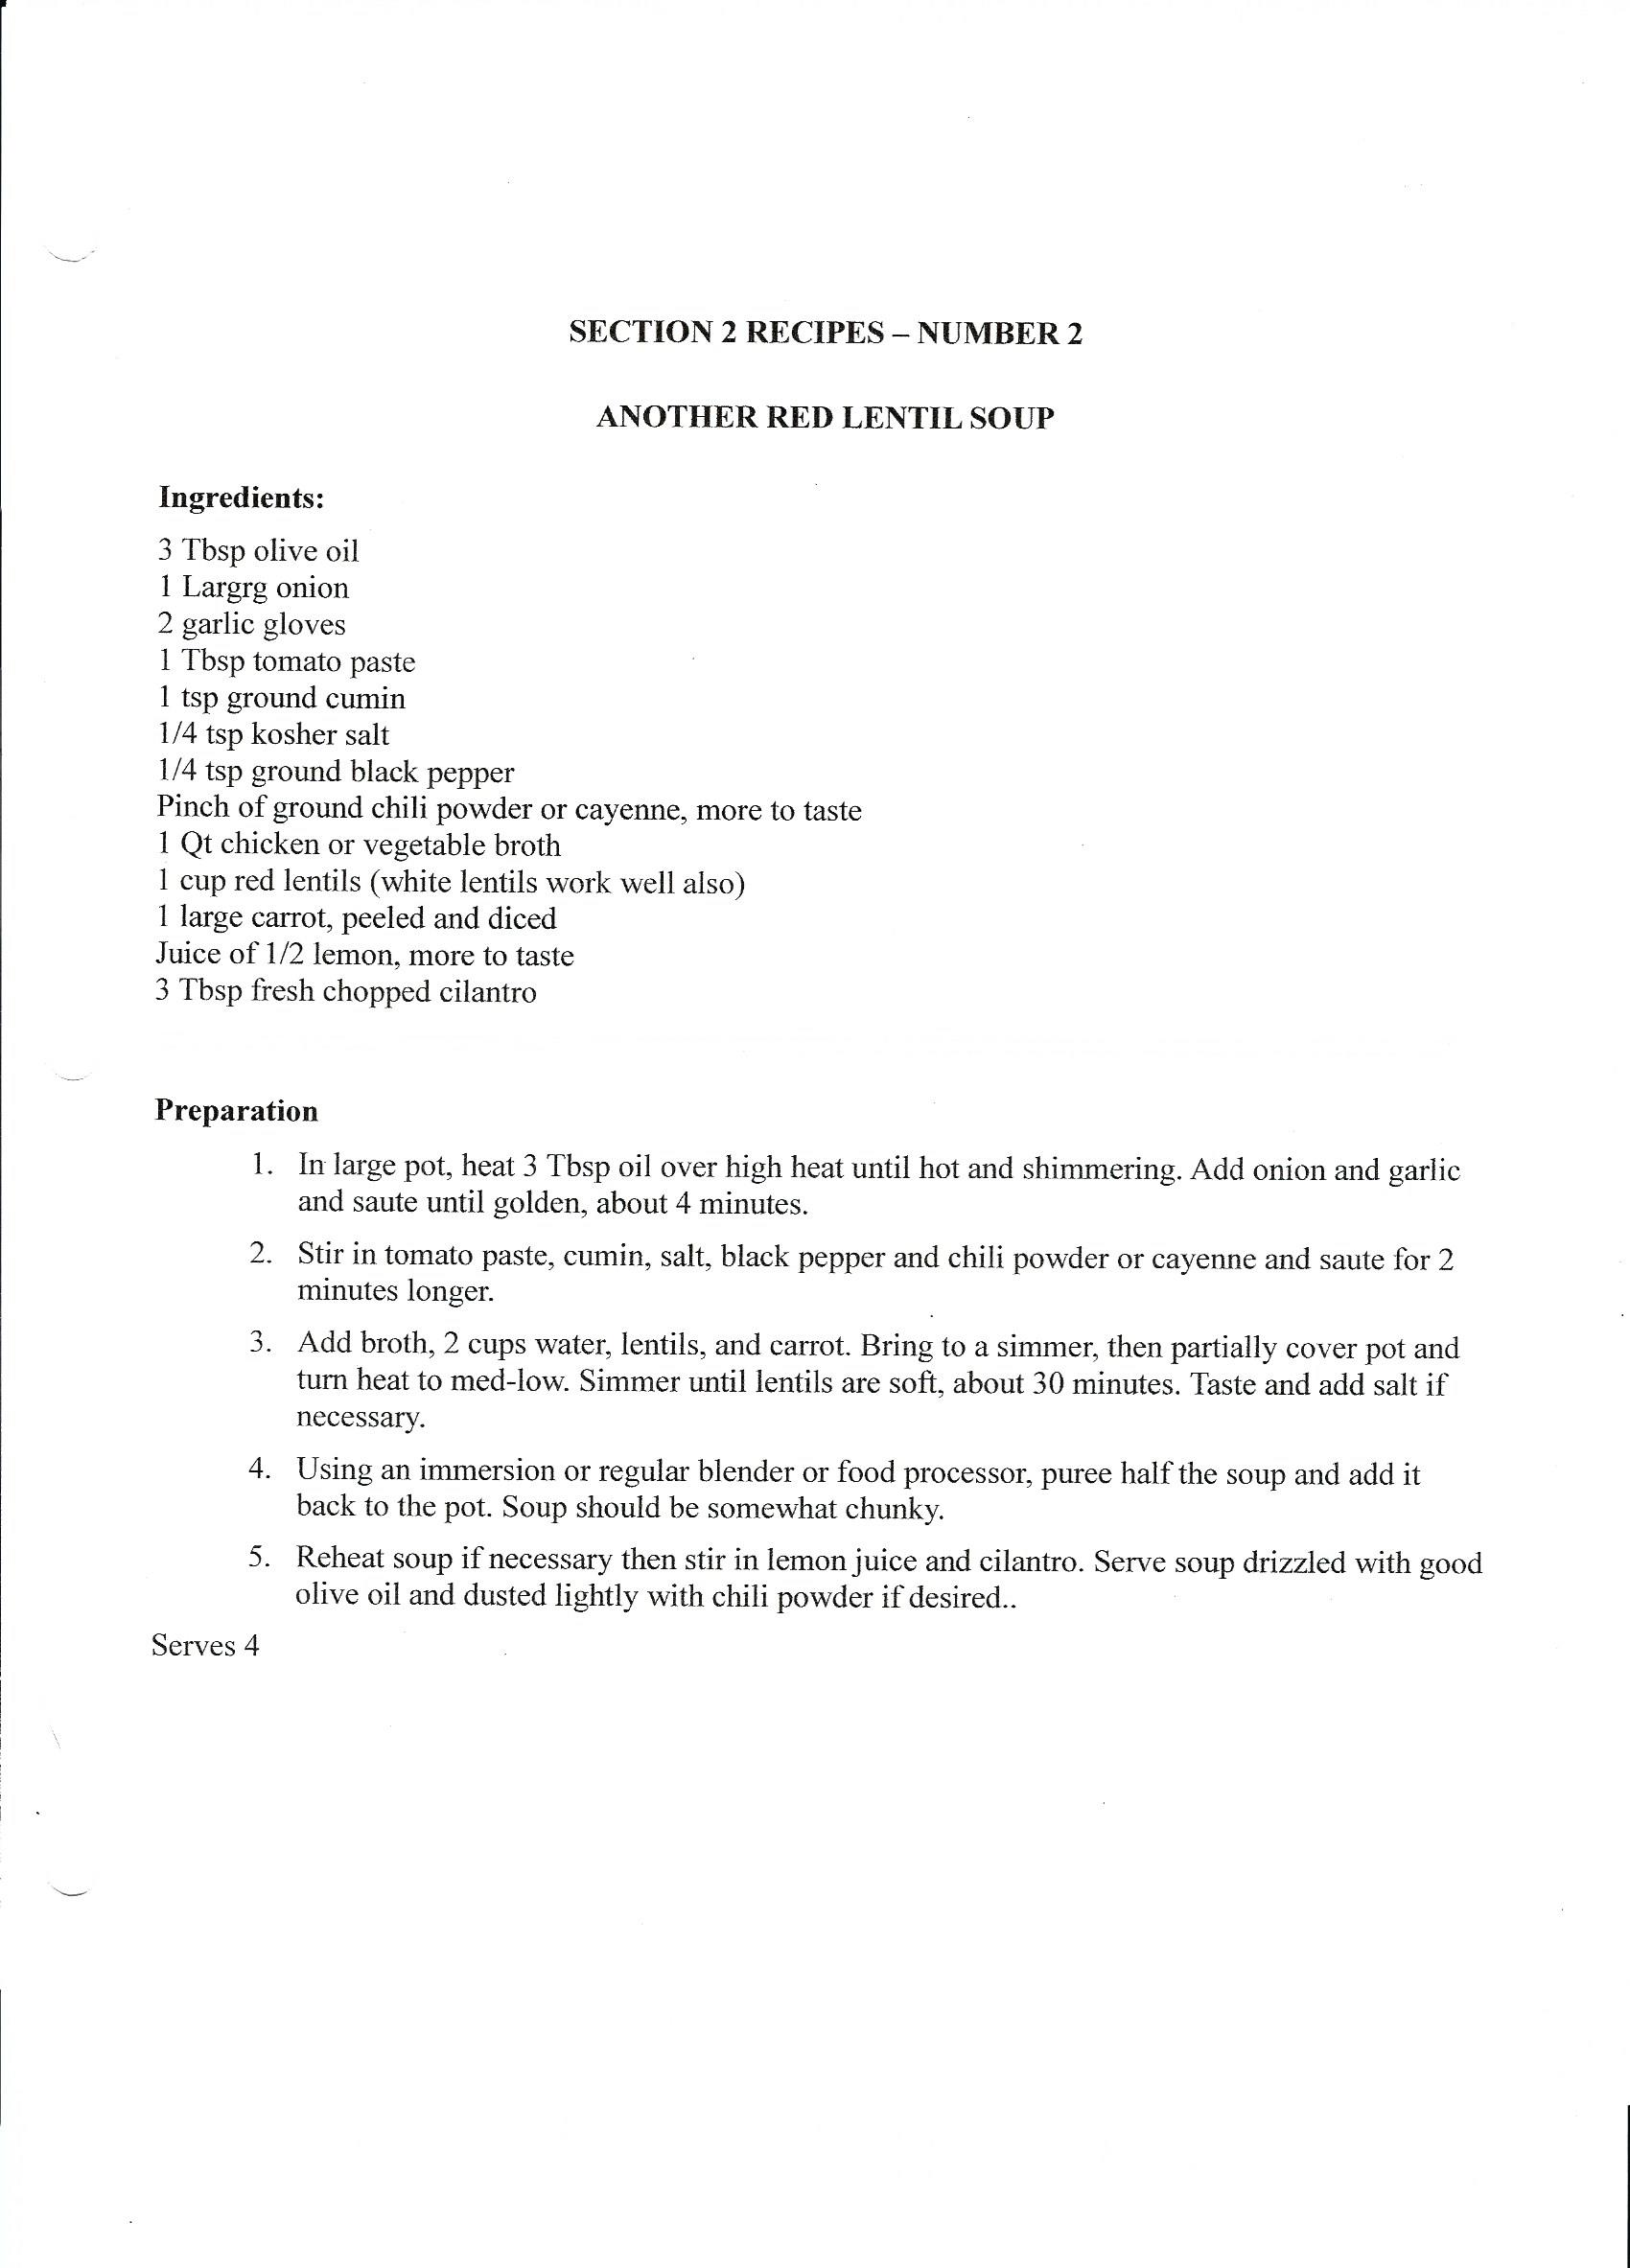 SECTION 2 RECIPES – NUMBER 2
ANOTHER RED LENTIL SOUP
Ingredients:
3 Tbsp olive oil
1 Largrg onion
2 garlic gloves
1 Tbsp tomato paste
1 tsp ground cumin
1/4 tsp kosher salt
1/4 tsp ground black pepper
Pinch of ground chili powder or cayenne, more to taste
1 Qt chicken or vegetable broth
1 cup red lentils (white lentils work well also)
1 large carrot, peeled and diced
Juice of 1/2 lemon, more to taste
3 Tbsp fresh chopped cilantro
Preparation
1. In large pot, heat 3 Tbsp oil over high heat until hot and shimmering. Add onion and garlic
and saute until golden, about 4 minutes.
2. Stir in tomato paste, cumin, salt, black pepper and chili powder or cayenne and saute for 2
minutes longer.
3. Add broth, 2 cups water, lentils, and carrot. Bring to a simmer, then partially cover pot and
turn heat to med-low. Simmer until lentils are soft, about 30 minutes. Taste and add salt if
necessary.
4. Using an immersion or regular blender or food processor, puree half the soup and add it
back to the pot. Soup should be somewhat chunky.
5. Reheat soup if necessary then stir in lemon juice and cilantro. Serve soup drizzled with good
olive oil and dusted lightly with chili powder if desired..
Serves 4